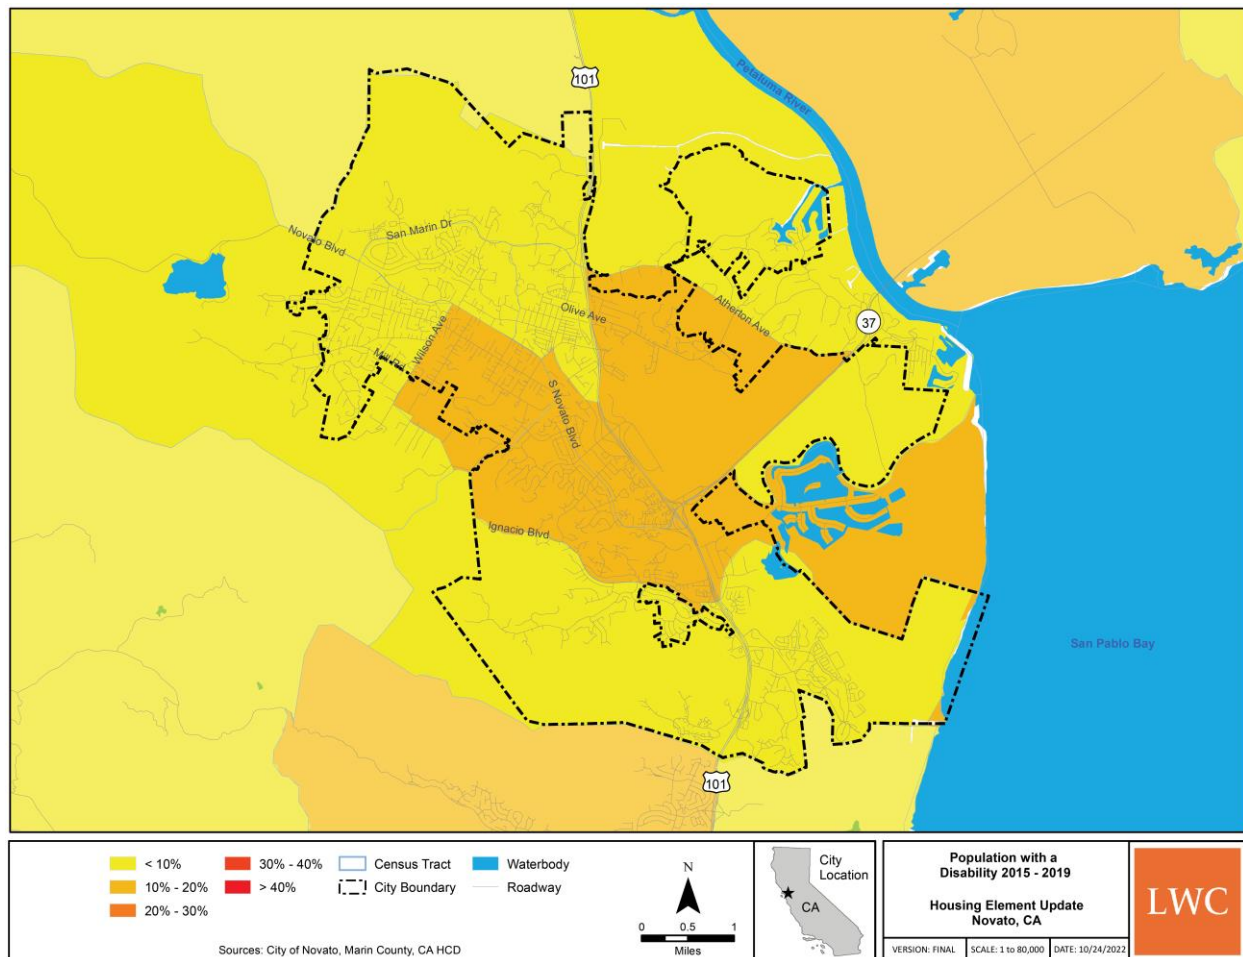 101
Petaluma River
Novato Blvd
San Marin Dr
Olive Ave
Atherton Ave
37
Wilson Ave
Mill Rd
S Novato Blvd
Ignacio Blvd
San Pablo Bay
101
< 10%
10% - 20%
20% - 30%
30% - 40%
> 40%
Census Tract
City Boundary
Waterbody
Roadway
Sources: City of Novato, Marin County, CA HCD
N
0 0.5 1
Miles
City
Location
CA
Population with a
Disability 2015 - 2019
Housing Element Update
Novato, CA
VERSION: FINAL
SCALE: 1 to 80,000
DATE: 10/24/2022
LWC